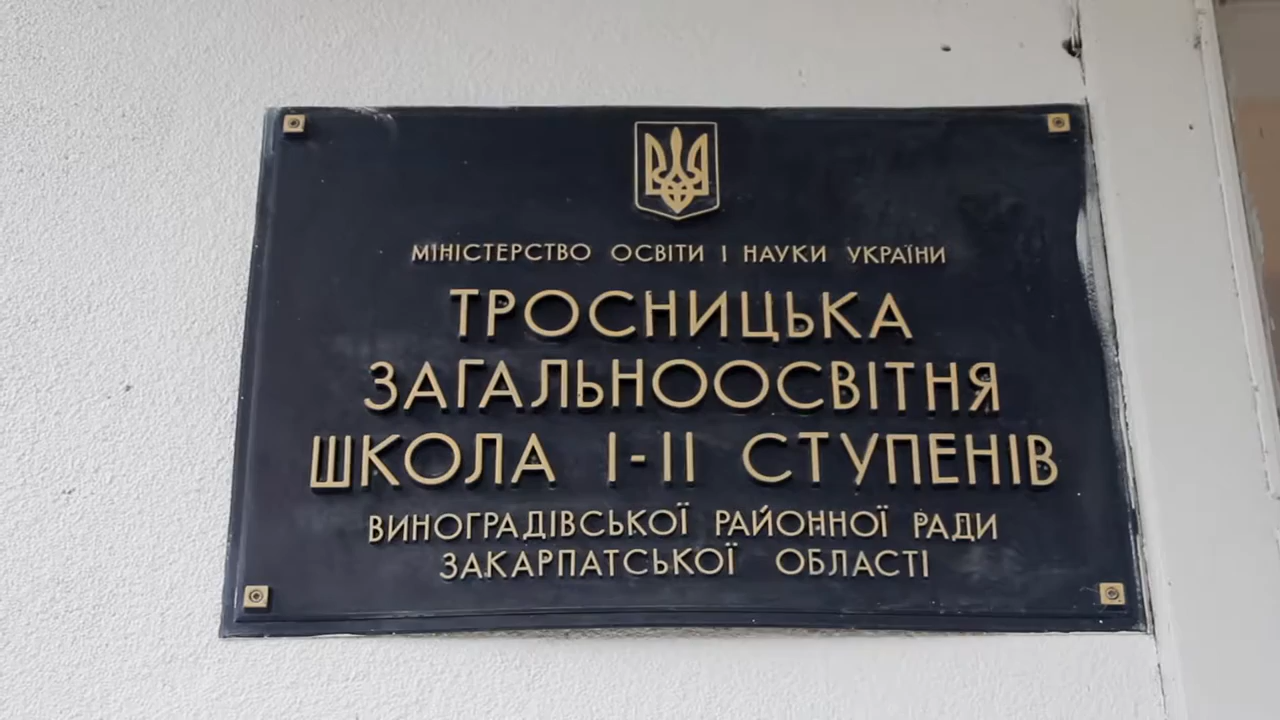 МІНІСТЕРСТВО ОСВІТИ І НАУКИ УКРАЇНИ
ТРОСНИЦЬКА
ЗАГАЛЬНООСВІТНЯ
ШКОЛА І-ІІ СТУПЕНІВ
ВИНОГРАДІВСЬКОЇ РАЙОННОЇ РАДИ
ЗАКАРПАТСЬКОЇ ОБЛАСТІ